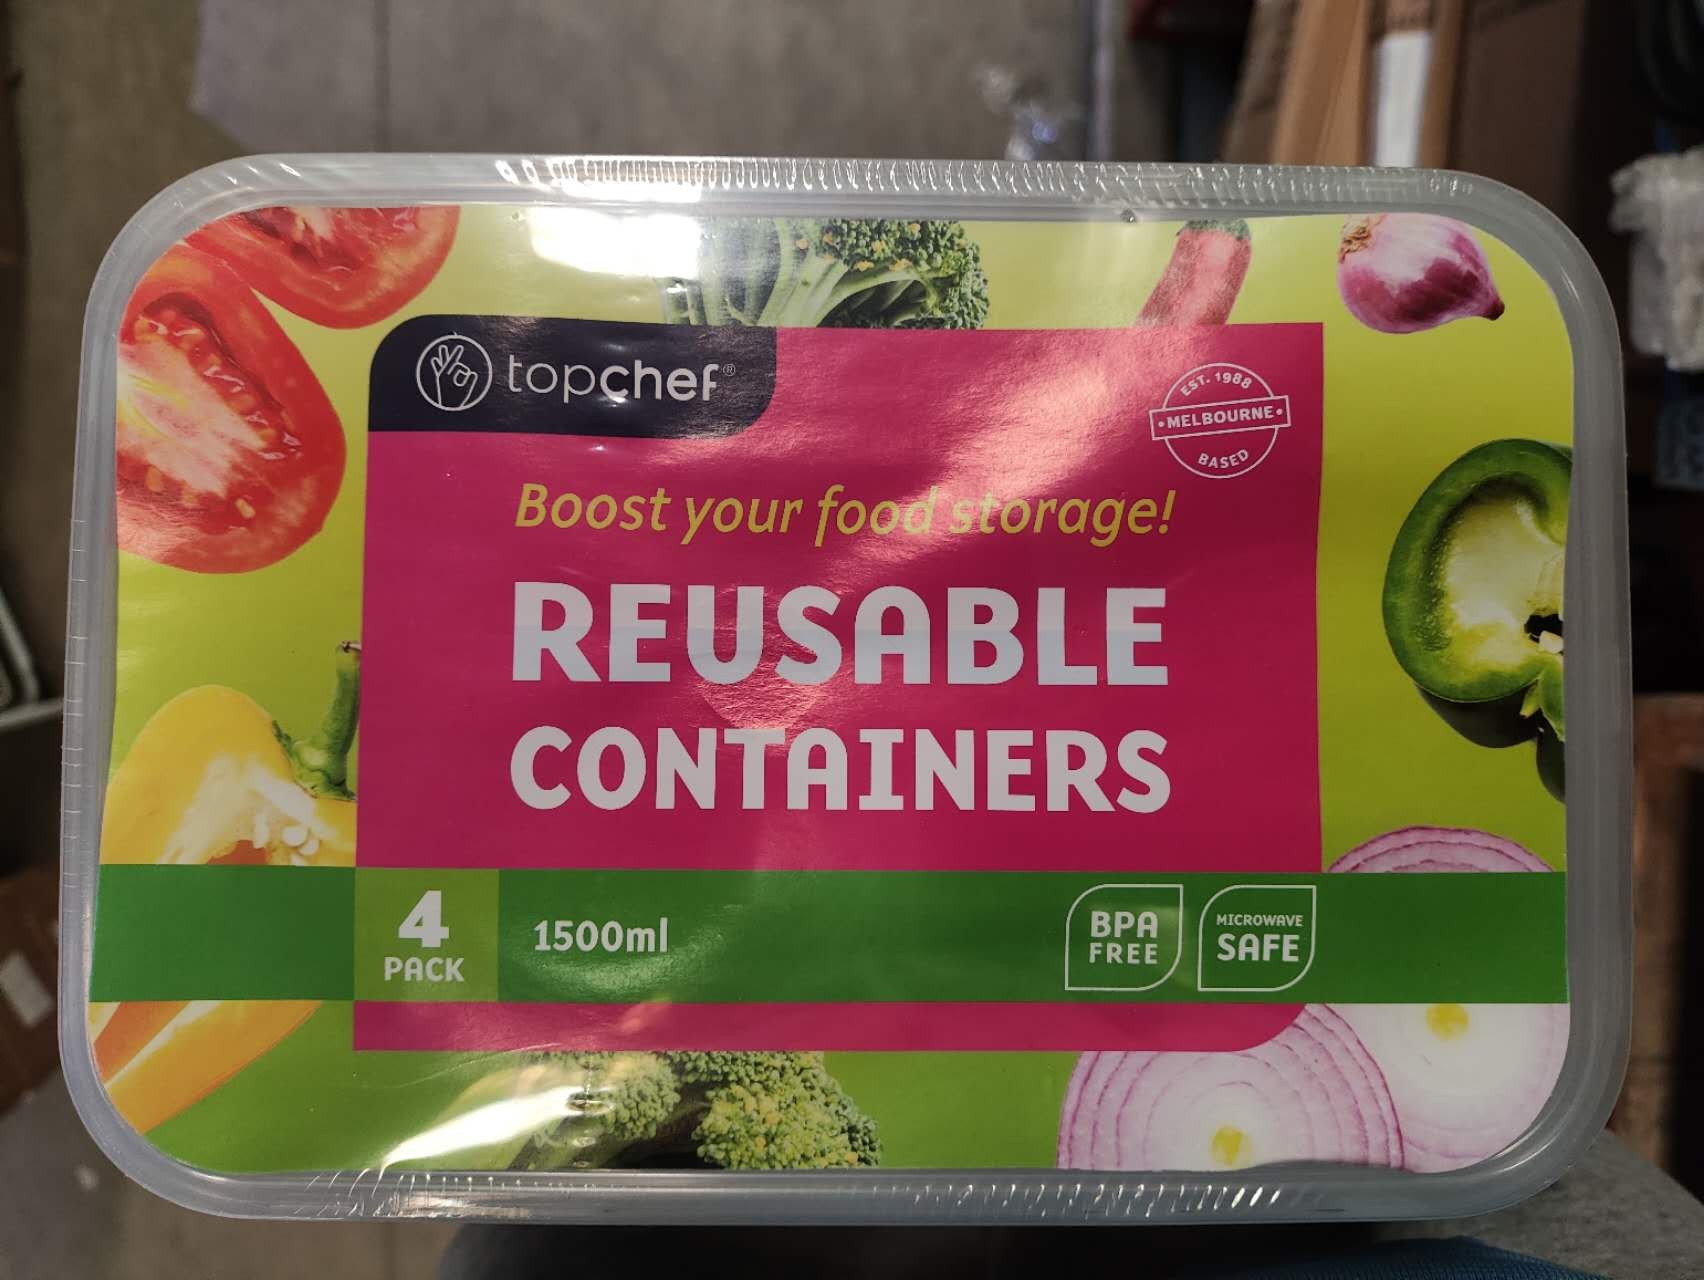 topchef®
EST. 1988
•MELBOURNE•
BASED
Boost your food storage!
REUSABLE
CONTAINERS
4
PACK
1500ml
BPA
FREE
MICROWAVE
SAFE